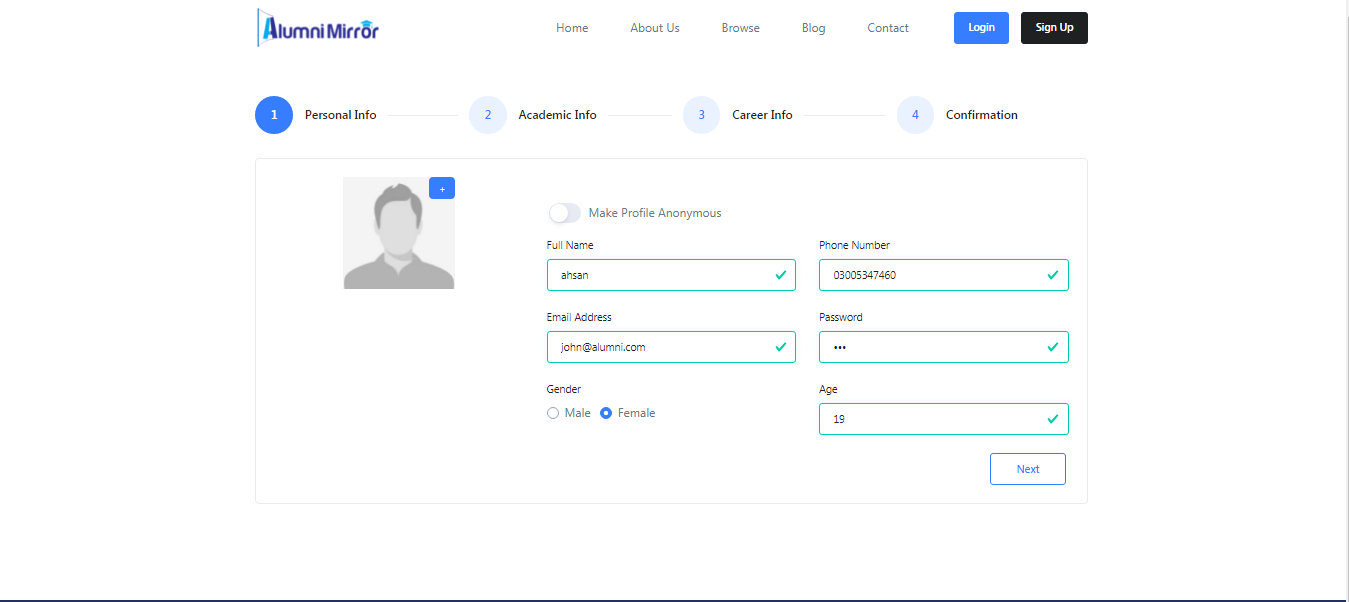 Alumni Mirror Home About Us Browse Blog Contact Login Sign Up
1 Personal Info 2 Academic Info 3 Career Info 4 Confirmation
+
Make Profile Anonymous
Full Name Phone Number
ahsan 03005347460
Email Address Password
john@alumni.com •••
Gender Age
Male Female
19
Next